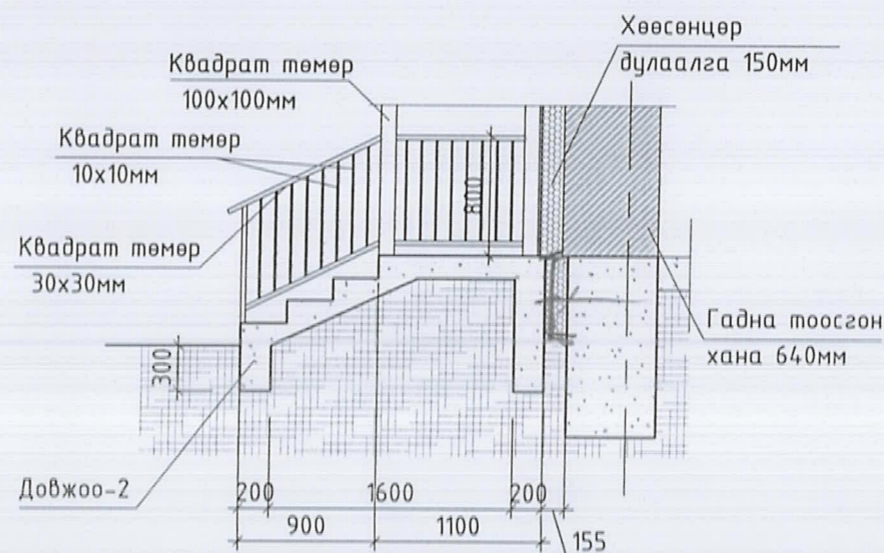 Хөөсөнцөр
дулаалга 150мм
Квадрат төмөр
100х100мм
Квадрат төмөр
10х10мм
Квадрат төмөр
30х30мм
800
Гадна тоосгон
хана 640мм
300
Довжоо-2
200 1600 200
900 1100 155